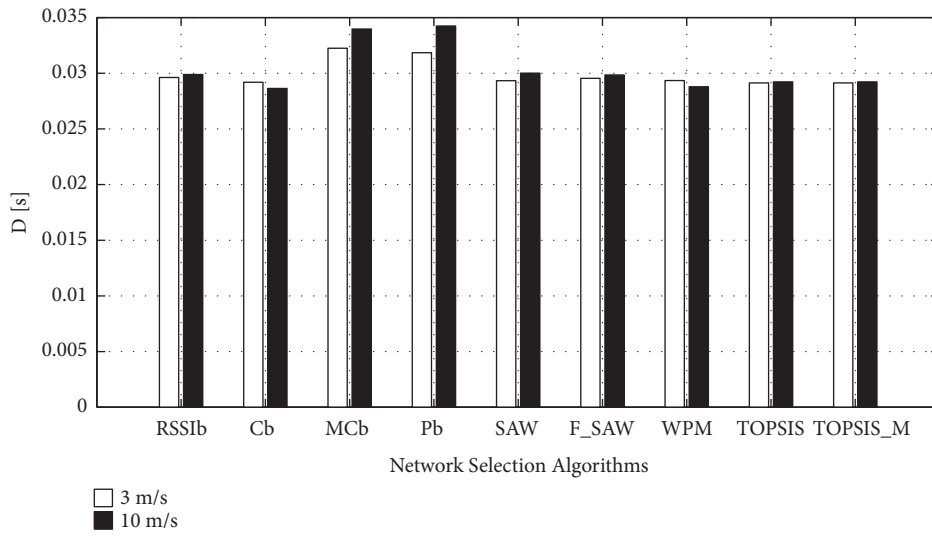 0.035
0.03
0.025
0.02
0.015
0.01
0.005
0
D [s]
RSSIb Cb MCb Pb SAW F_SAW WPM TOPSIS TOPSIS_M
Network Selection Algorithms
3 m/s
10 m/s